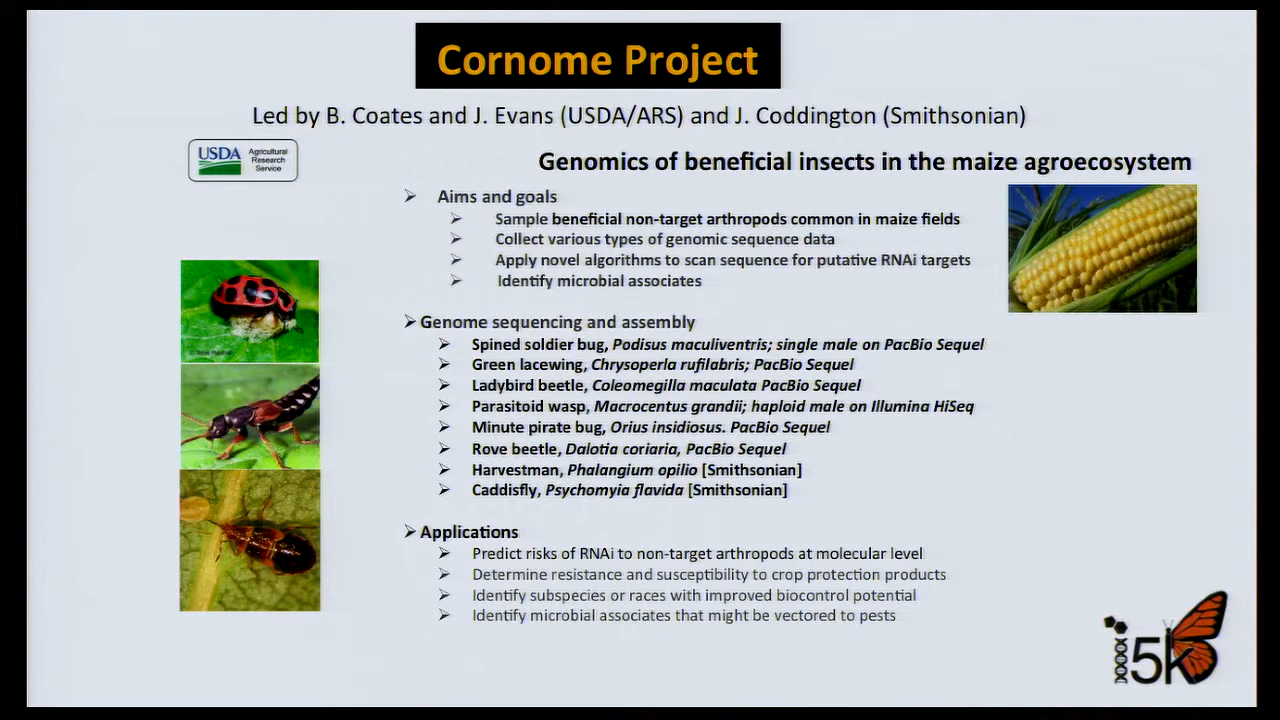 Cornome Project
Led by B. Coates and J. Evans (USDA/ARS) and J. Coddington (Smithsonian)
USDA
Agricultural
Research
Service
Genomics of beneficial insects in the maize agroecosystem
Aims and goals
Sample beneficial non-target arthropods common in maize fields
Collect various types of genomic sequence data
Apply novel algorithms to scan sequence for putative RNAi targets
Identify microbial associates
Genome sequencing and assembly
Spined soldier bug, Podisus maculiventris; single male on PacBio Sequel
Green lacewing, Chrysoperla rufilabris; PacBio Sequel
Ladybird beetle, Coleomegilla maculata PacBio Sequel
Parasitoid wasp, Macrocentus grandii; haploid male on Illumina HiSeq
Minute pirate bug, Orius insidiosus. PacBio Sequel
Rove beetle, Dalotia coriaria, PacBio Sequel
Harvestman, Phalangium opilio [Smithsonian]
Caddisfly, Psychomyia flavida [Smithsonian]
Applications
Predict risks of RNAi to non-target arthropods at molecular level
Determine resistance and susceptibility to crop protection products
Identify subspecies or races with improved biocontrol potential
Identify microbial associates that might be vectored to pests
i5k